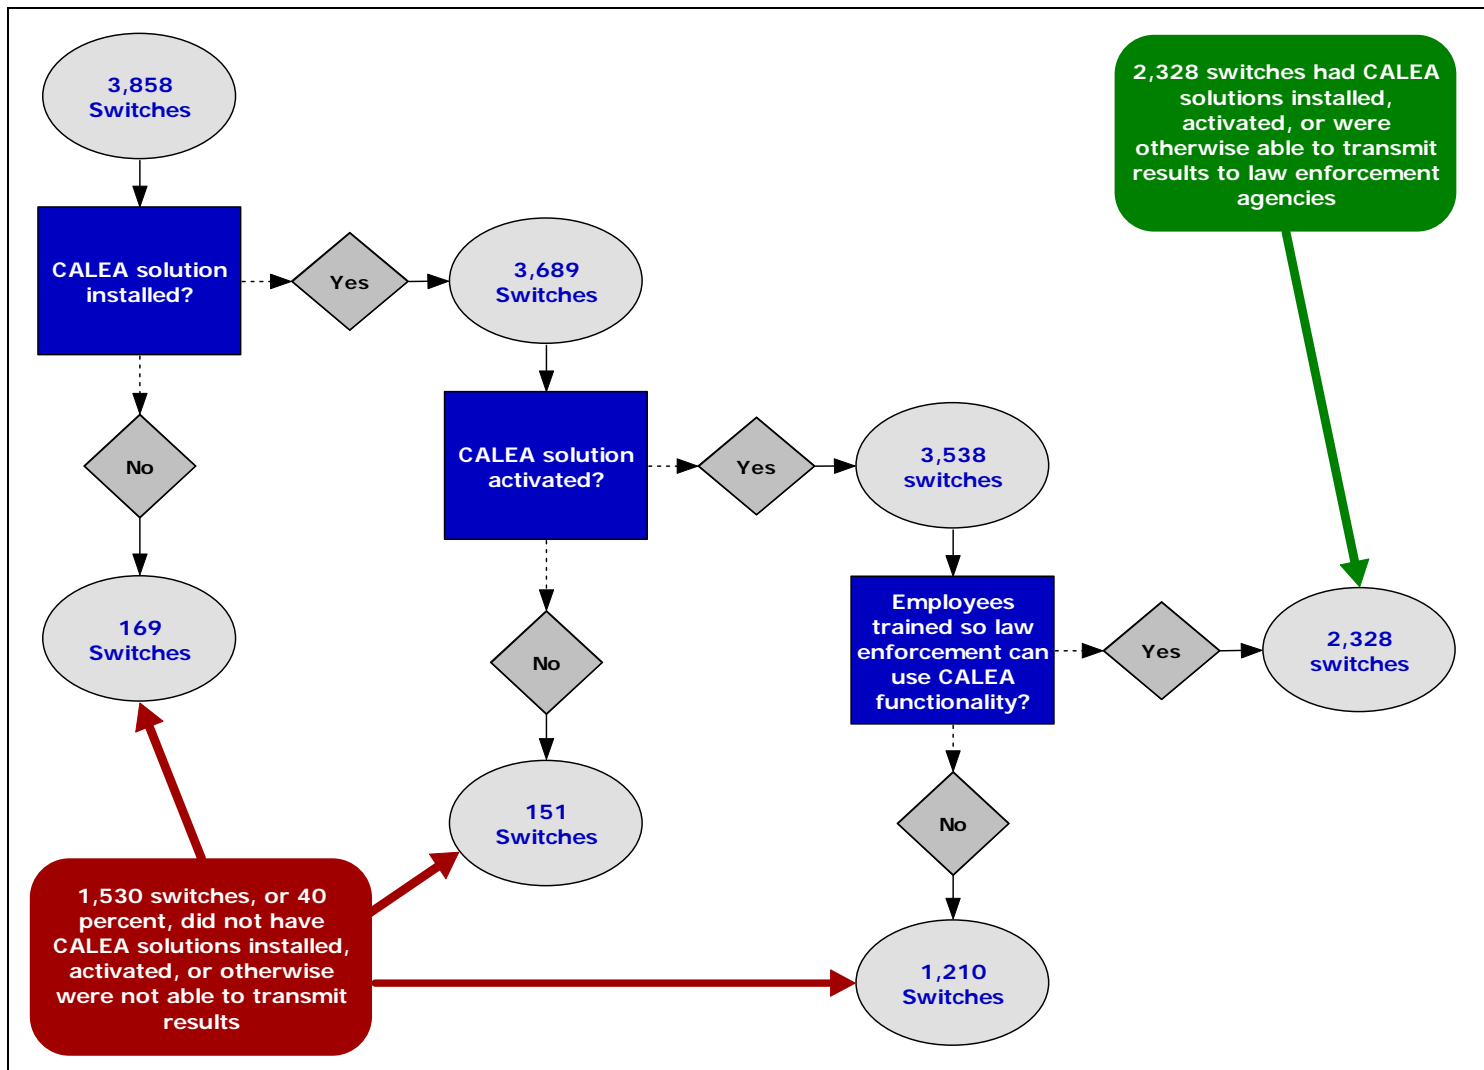 3,858
Switches
2,328 switches had CALEA
solutions installed,
activated, or were
otherwise able to transmit
results to law enforcement
agencies
CALEA solution
installed?
Yes
3,689
Switches
No
CALEA solution
activated?
Yes
3,538
switches
169
Switches
No
Employees
trained so law
enforcement can
use CALEA
functionality?
Yes
2,328
switches
151
Switches
No
1,530 switches, or 40
percent, did not have
CALEA solutions installed,
activated, or otherwise
were not able to transmit
results
1,210
Switches